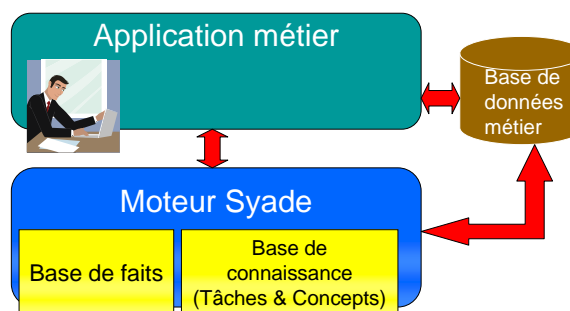 Application métier
Base de
données
métier
Moteur Syade
Base de faits
Base de
connaissance
(Tâches & Concepts)